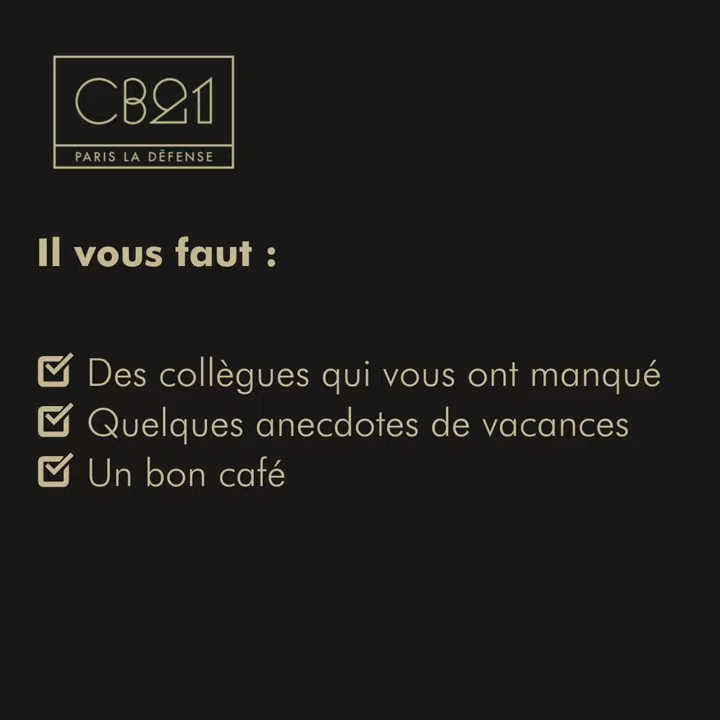 CB21
PARIS LA DÉFENSE
Il vous faut :
Des collègues qui vous ont manqué
Quelques anecdotes de vacances
Un bon café